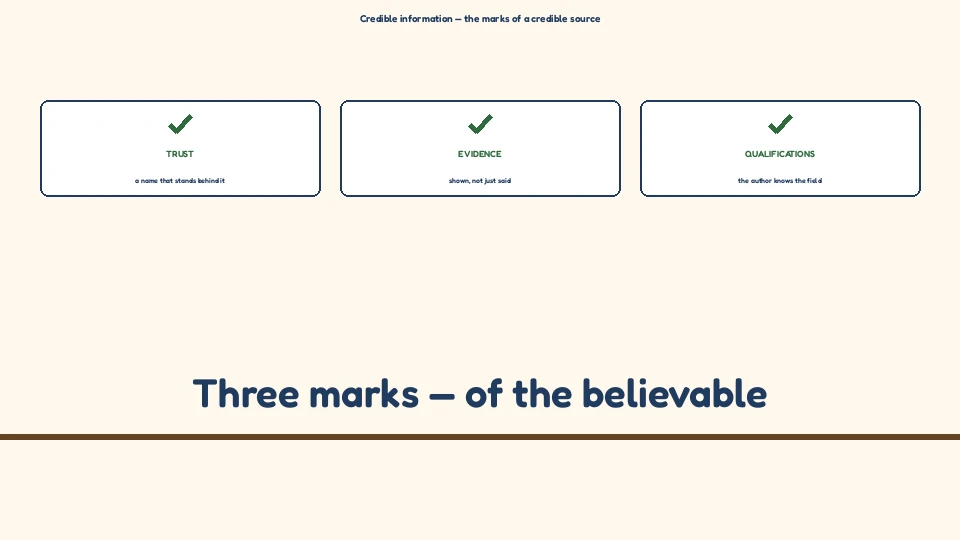 Credible information — the marks of a credible source
TRUST
a name that stands behind it
EVIDENCE
shown, not just said
QUALIFICATIONS
the author knows the field
Three marks — of the believable